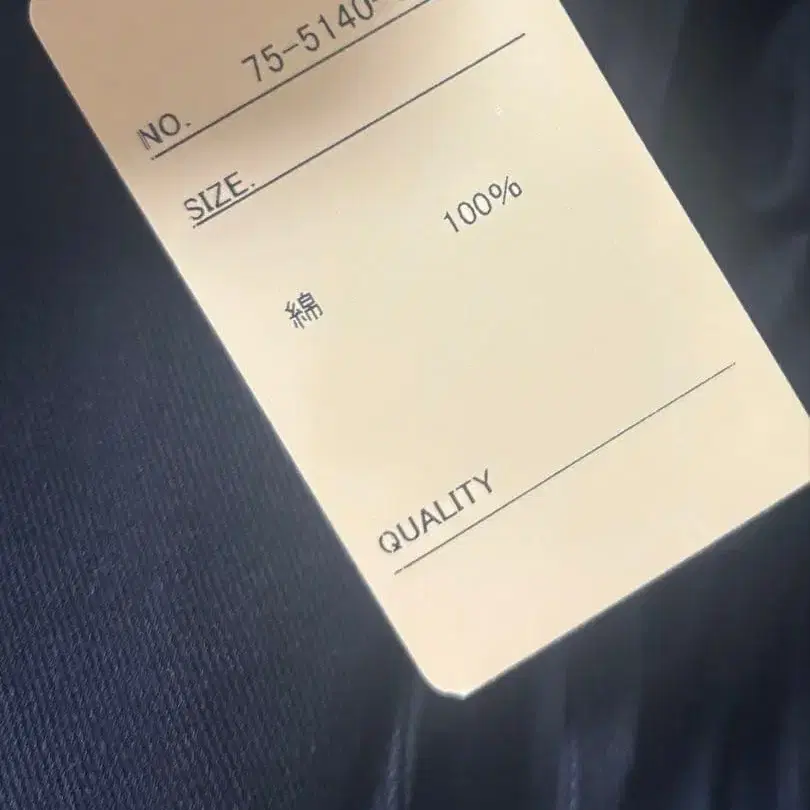 NO. 75-5140-
SIZE.
綿 100%
QUALITY